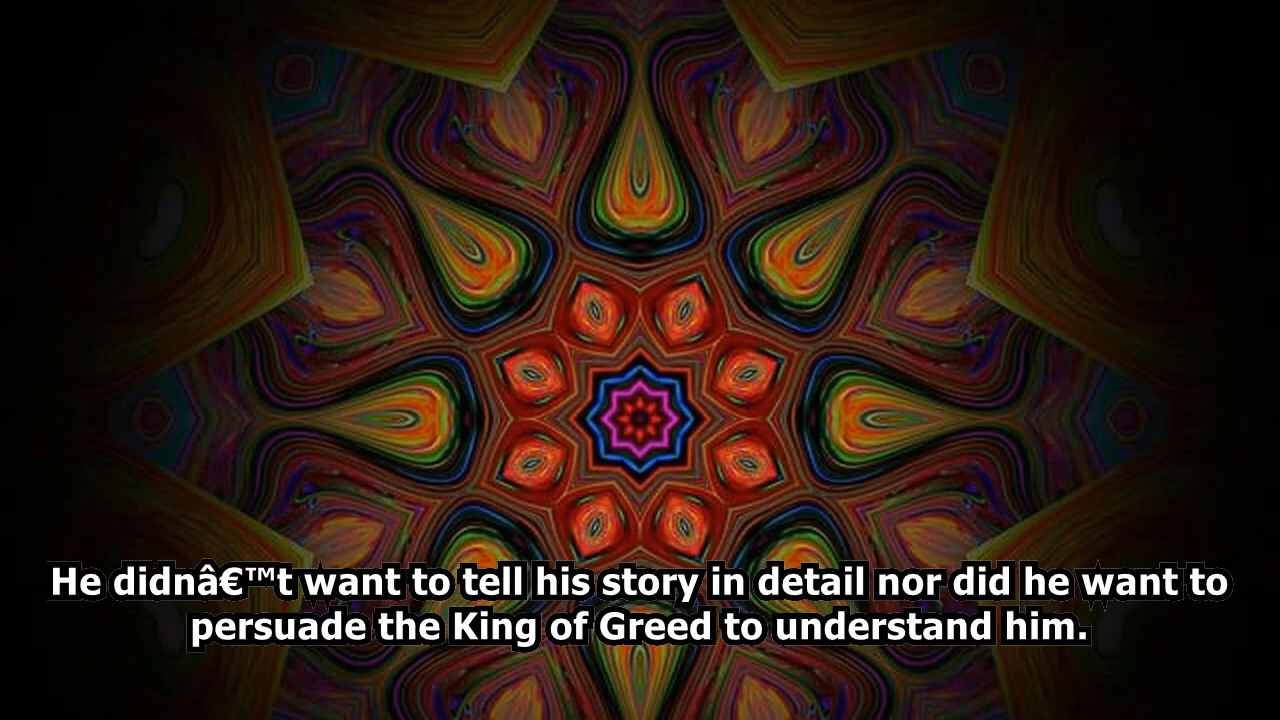 He didnâ€™t want to tell his story in detail nor did he want to
persuade the King of Greed to understand him.